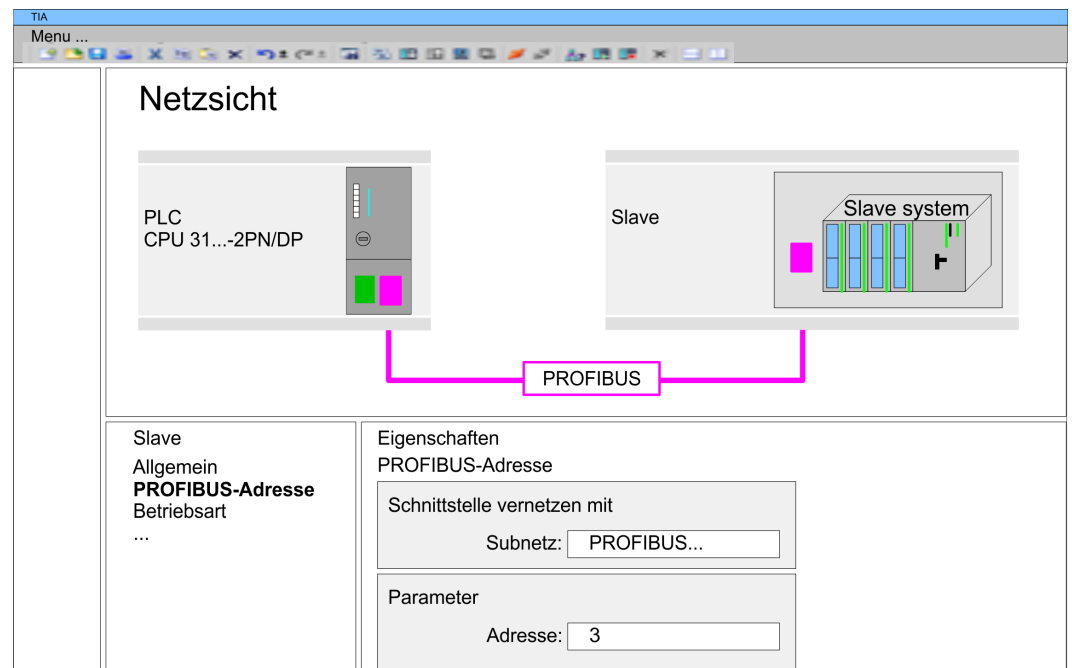 TIA
Menu ...
Netzsicht
PLC
CPU 31...-2PN/DP
Slave
Slave system
PROFIBUS
Slave
Allgemein
PROFIBUS-Adresse
Betriebsart
...
Eigenschaften
PROFIBUS-Adresse
Schnittstelle vernetzen mit
Subnetz: PROFIBUS...
Parameter
Adresse: 3